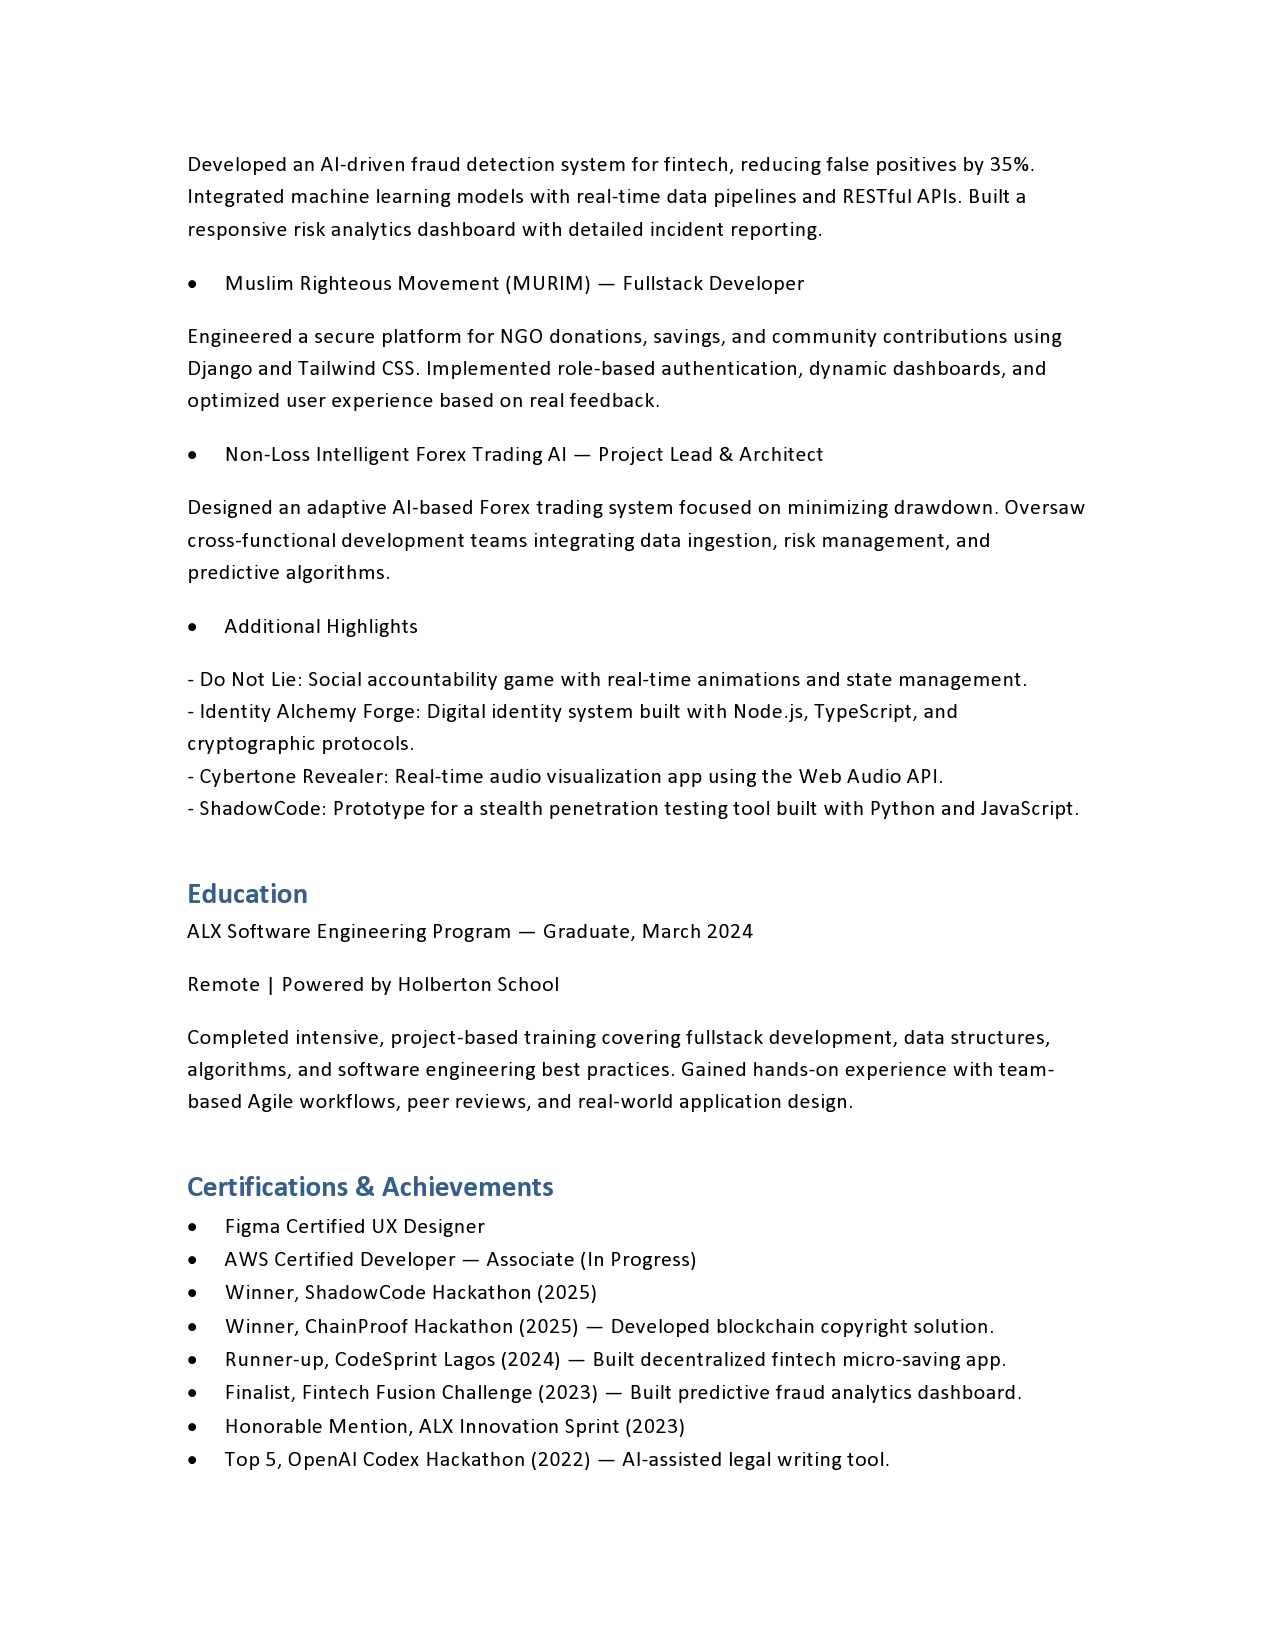 Developed an AI-driven fraud detection system for fintech, reducing false positives by 35%.
Integrated machine learning models with real-time data pipelines and RESTful APIs. Built a
responsive risk analytics dashboard with detailed incident reporting.
• Muslim Righteous Movement (MURIM) — Fullstack Developer
Engineered a secure platform for NGO donations, savings, and community contributions using
Django and Tailwind CSS. Implemented role-based authentication, dynamic dashboards, and
optimized user experience based on real feedback.
• Non-Loss Intelligent Forex Trading AI — Project Lead & Architect
Designed an adaptive AI-based Forex trading system focused on minimizing drawdown. Oversaw
cross-functional development teams integrating data ingestion, risk management, and
predictive algorithms.
• Additional Highlights
- Do Not Lie: Social accountability game with real-time animations and state management.
- Identity Alchemy Forge: Digital identity system built with Node.js, TypeScript, and
cryptographic protocols.
- Cybertone Revealer: Real-time audio visualization app using the Web Audio API.
- ShadowCode: Prototype for a stealth penetration testing tool built with Python and JavaScript.
Education
ALX Software Engineering Program — Graduate, March 2024
Remote | Powered by Holberton School
Completed intensive, project-based training covering fullstack development, data structures,
algorithms, and software engineering best practices. Gained hands-on experience with team-
based Agile workflows, peer reviews, and real-world application design.
Certifications & Achievements
• Figma Certified UX Designer
• AWS Certified Developer — Associate (In Progress)
• Winner, ShadowCode Hackathon (2025)
• Winner, ChainProof Hackathon (2025) — Developed blockchain copyright solution.
• Runner-up, CodeSprint Lagos (2024) — Built decentralized fintech micro-saving app.
• Finalist, Fintech Fusion Challenge (2023) — Built predictive fraud analytics dashboard.
• Honorable Mention, ALX Innovation Sprint (2023)
• Top 5, OpenAI Codex Hackathon (2022) — AI-assisted legal writing tool.